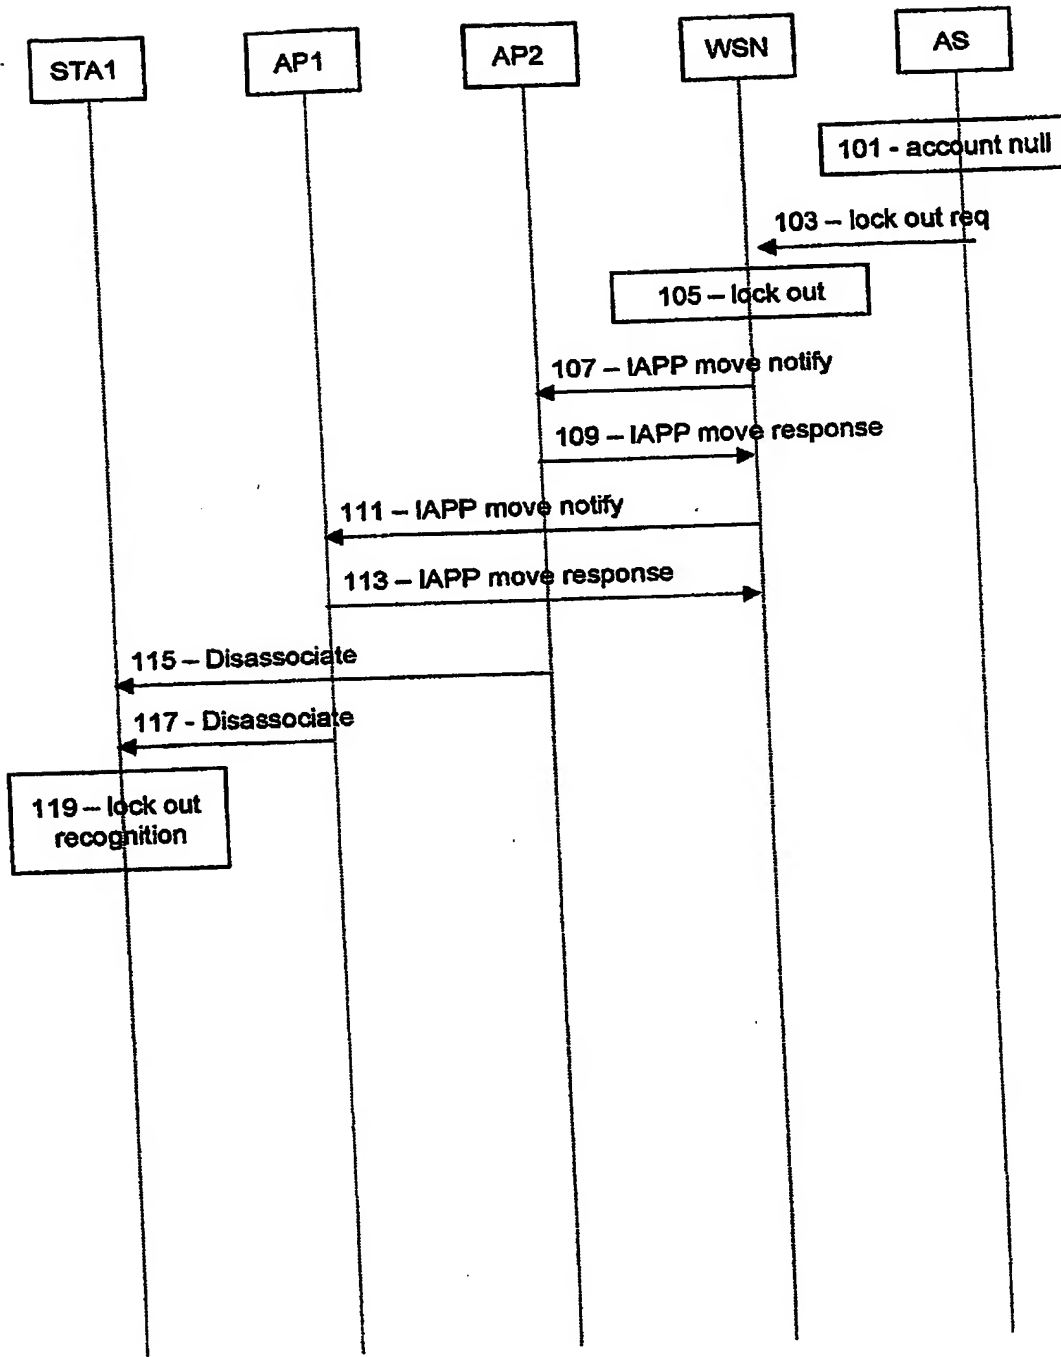 STA1
AP1
AP2
WSN
AS
101 - account null
103 – lock out req
105 – lock out
107 – IAPP move notify
109 – IAPP move response
111 – IAPP move notify
113 – IAPP move response
115 – Disassociate
117 - Disassociate
119 – lock out
recognition